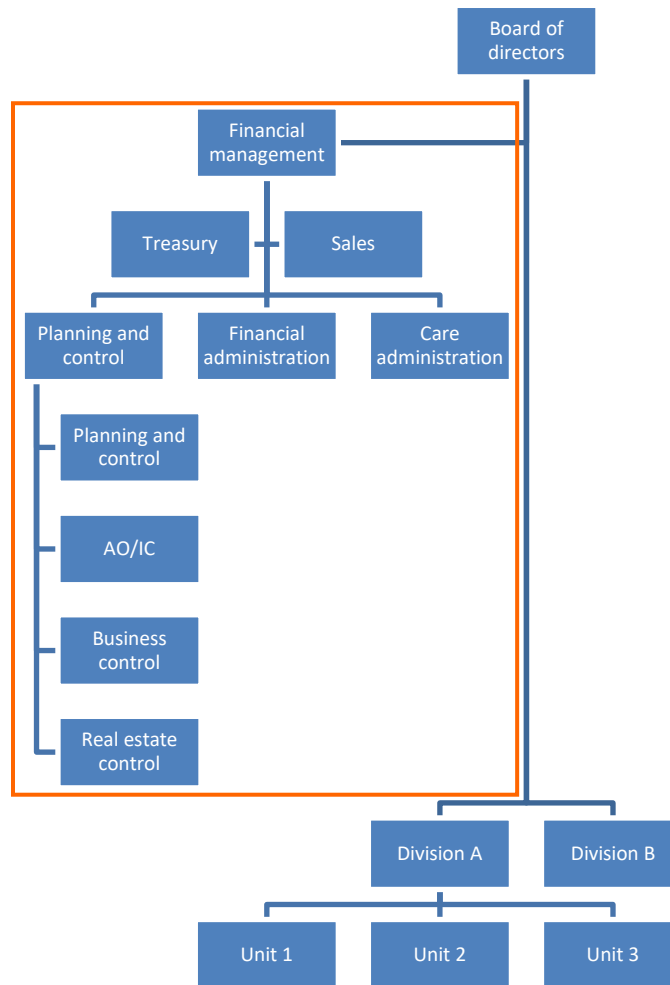 Board of
directors
Financial
management
Treasury
Sales
Planning and
control
Financial
administration
Care
administration
Planning and
control
AO/IC
Business
control
Real estate
control
Division A
Division B
Unit 1
Unit 2
Unit 3